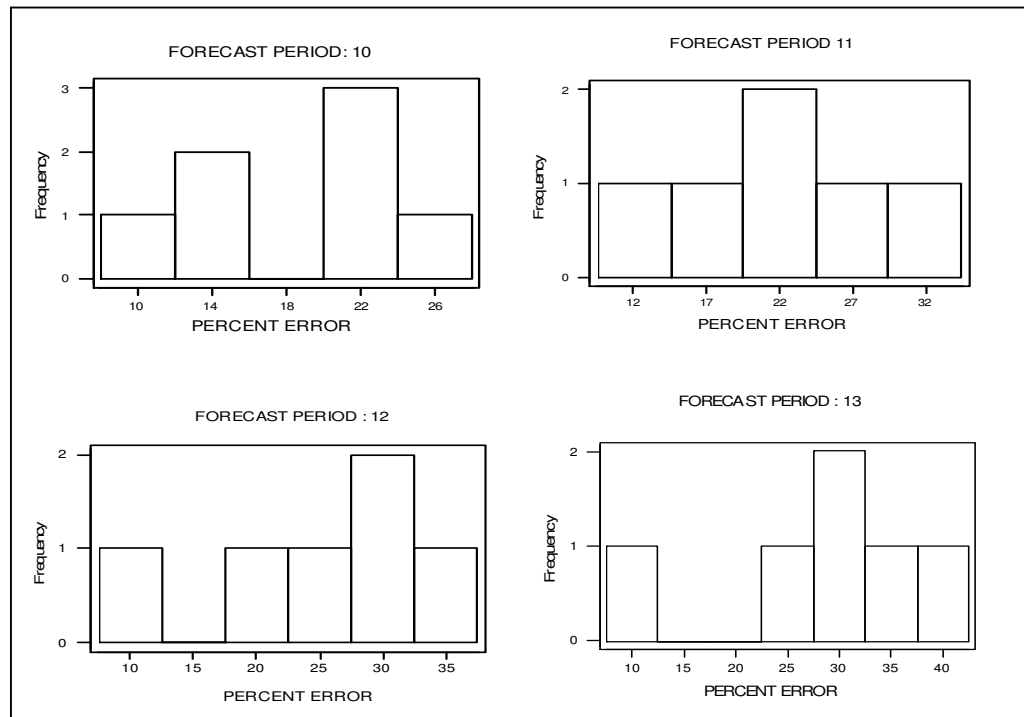 FORECAST PERIOD: 10
3
2
1
0
Frequency
10 14 18 22 26
PERCENT ERROR
FORECAST PERIOD 11
2
1
0
Frequency
12 17 22 27 32
PERCENT ERROR
FORECAST PERIOD : 12
2
1
0
Frequency
10 15 20 25 30 35
PERCENT ERROR
FORECAST PERIOD : 13
2
1
0
Frequency
10 15 20 25 30 35 40
PERCENT ERROR